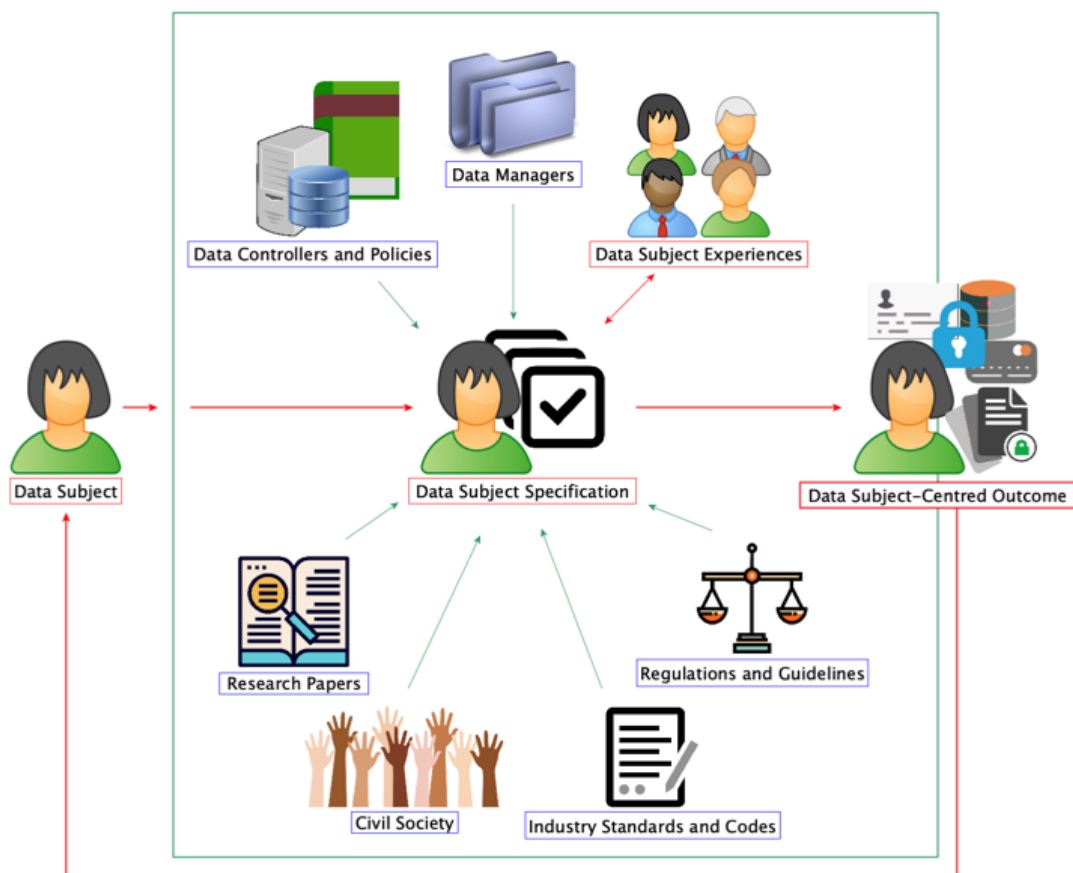 Data Managers
Data Controllers and Policies
Data Subject Experiences
Data Subject
Data Subject Specification
Data Subject-Centred Outcome
Research Papers
Regulations and Guidelines
Civil Society
Industry Standards and Codes